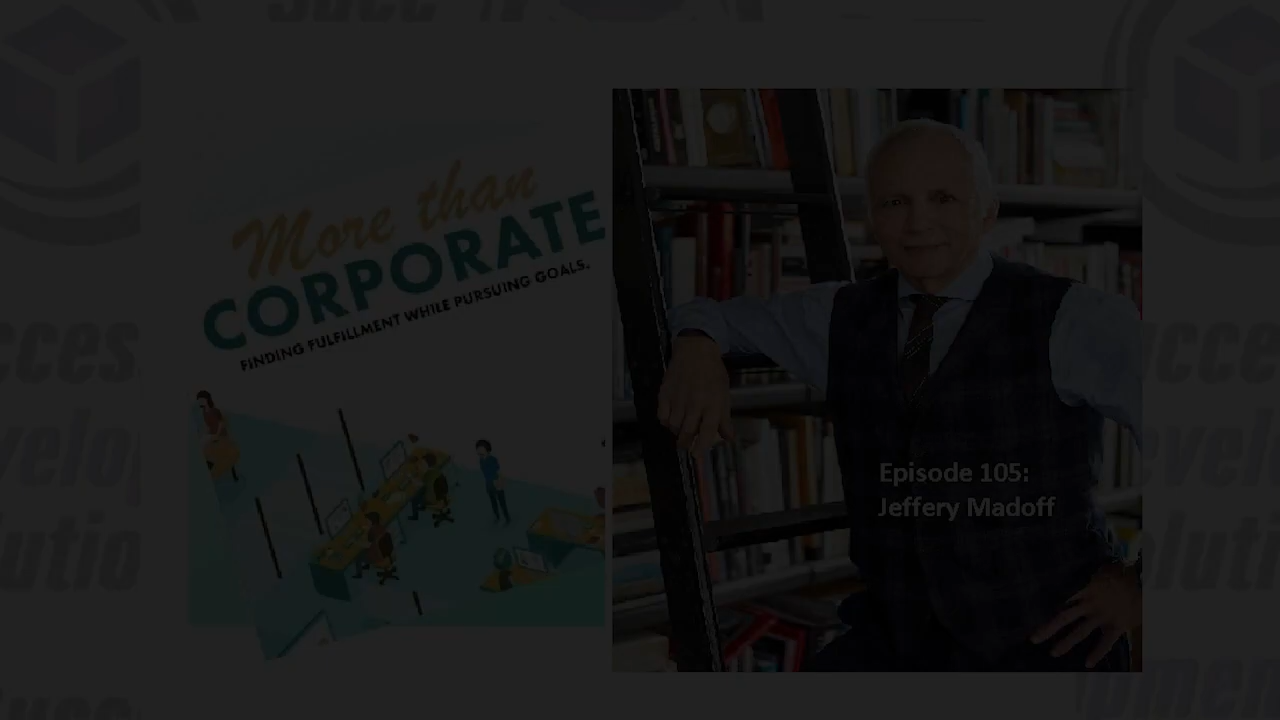 More than
CORPORATE
FINDING FULFILLMENT WHILE PURSUING GOALS.
Episode 105:
Jeffery Madoff